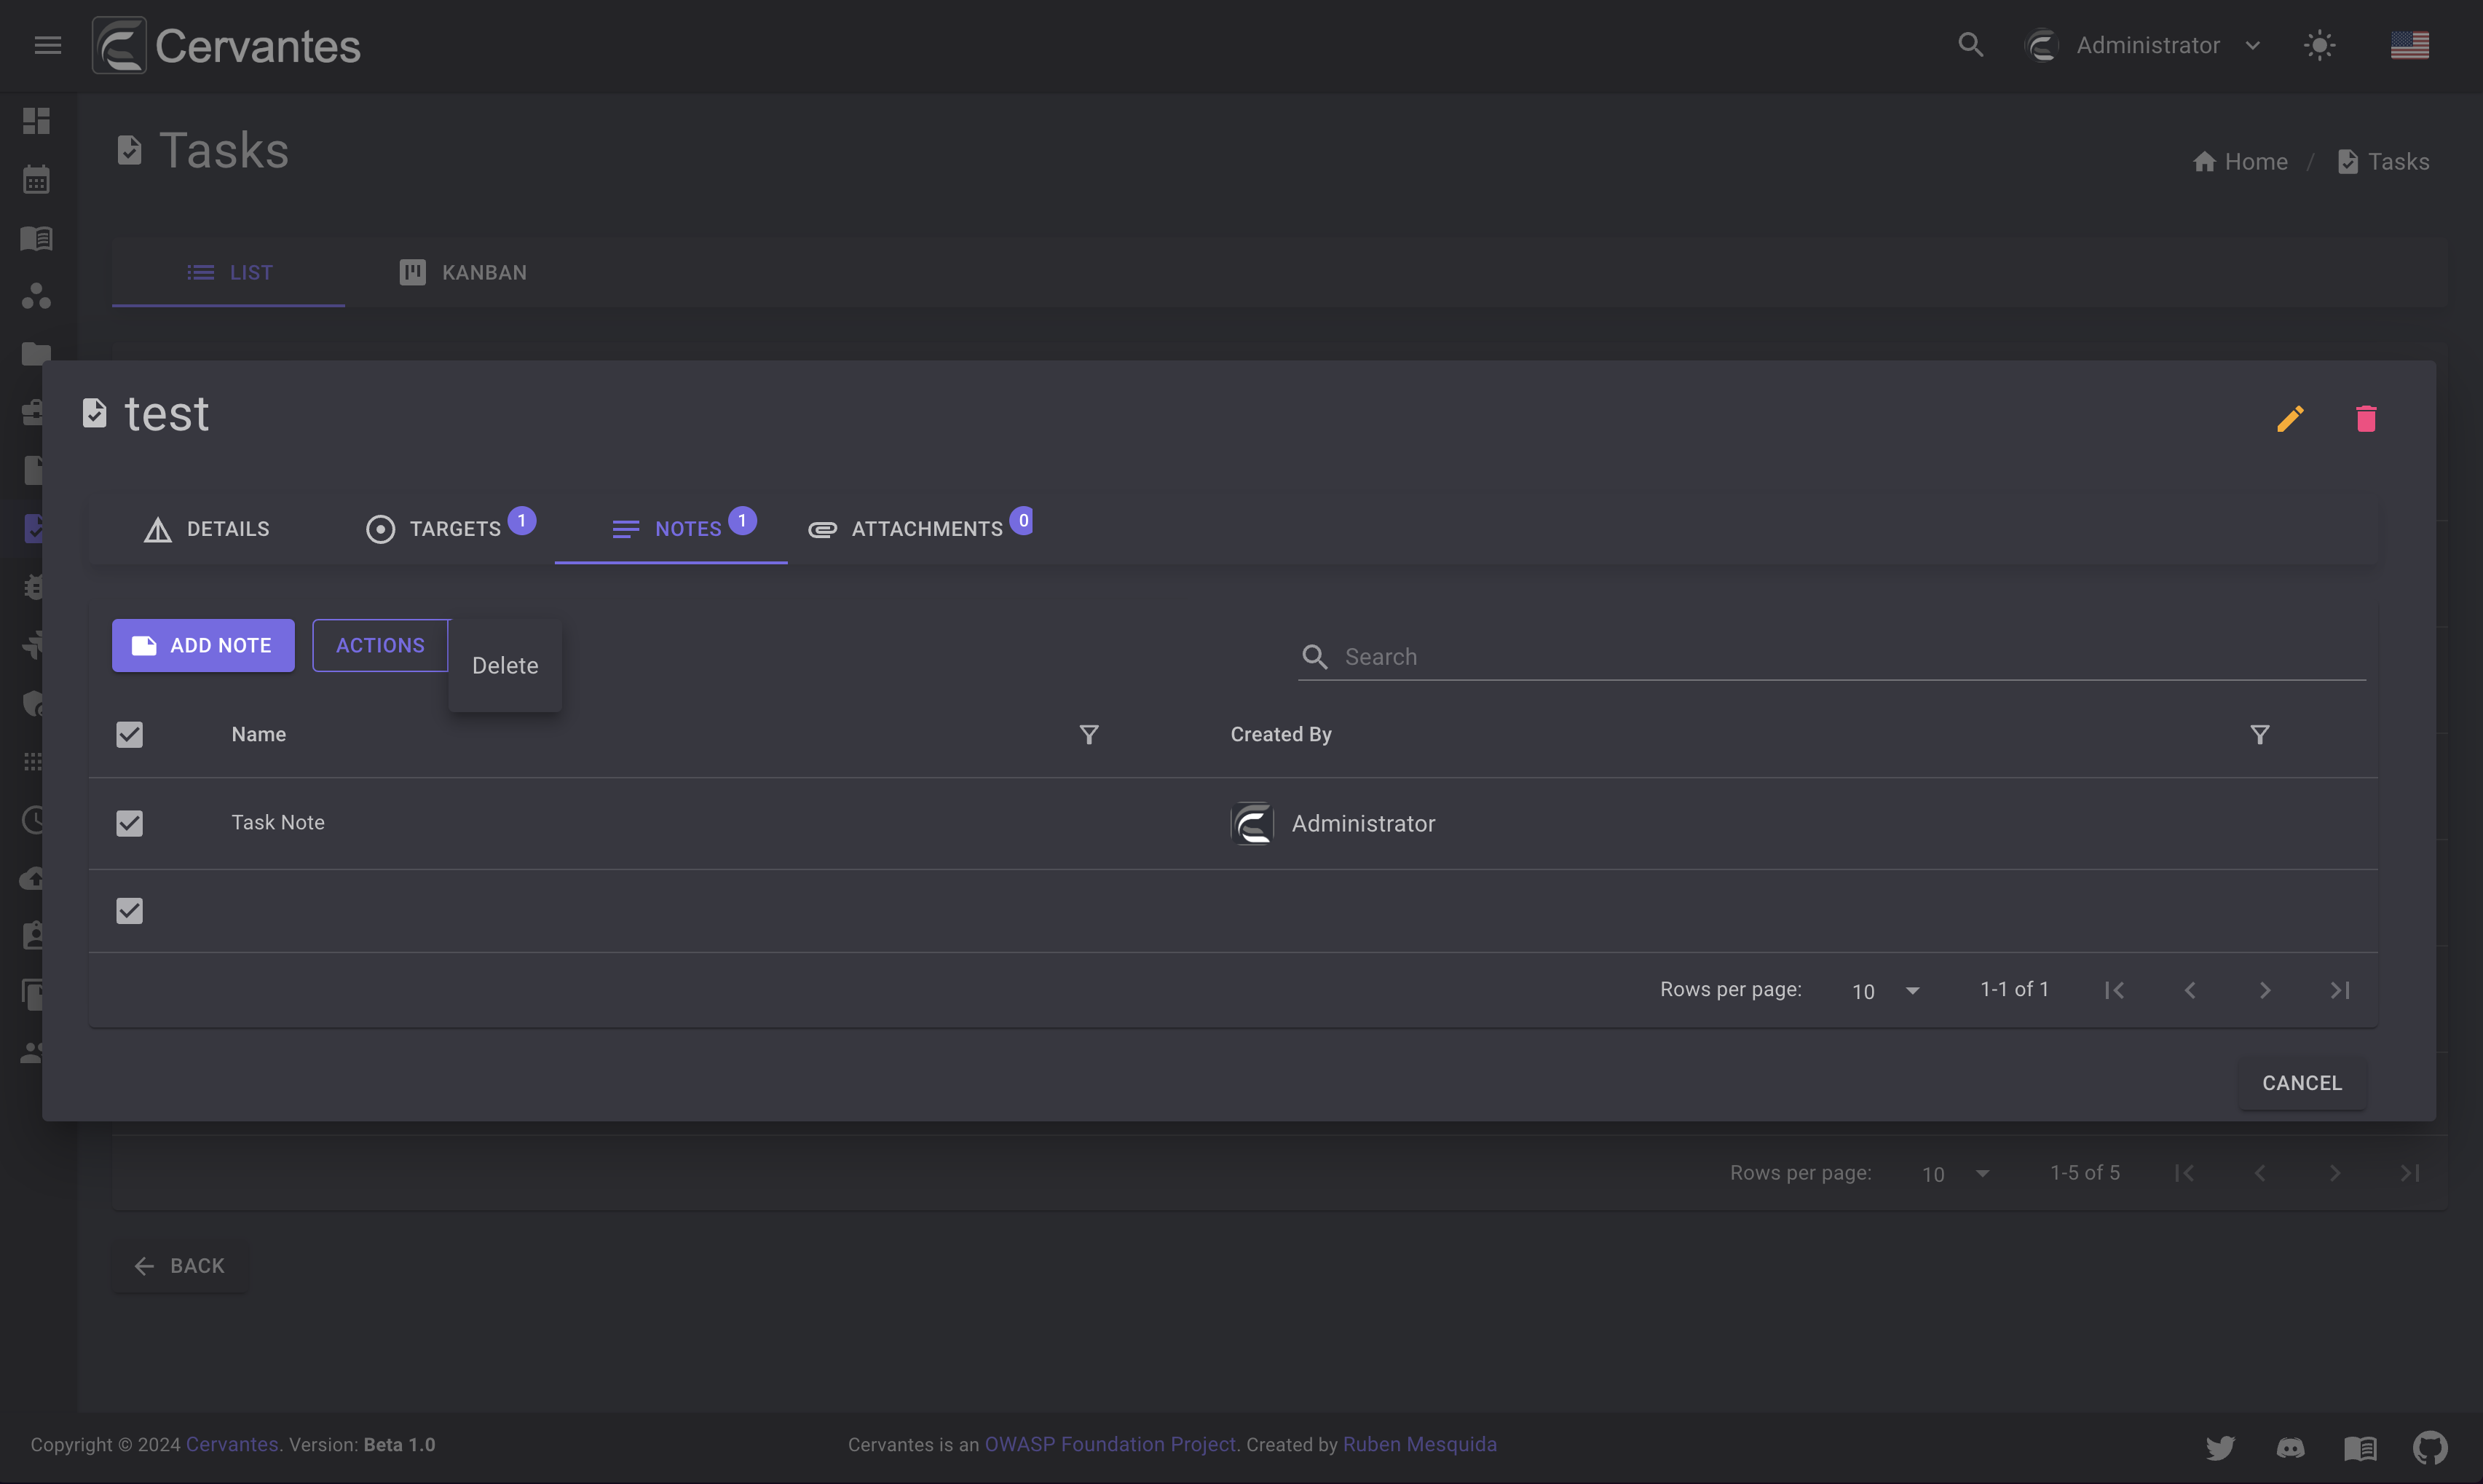 Cervantes
Administrator
Tasks
Home / Tasks
LIST
KANBAN
test
DETAILS
TARGETS 1
NOTES 1
ATTACHMENTS 0
ADD NOTE
ACTIONS
Delete
Search
Name
Created By
Task Note
Administrator
Rows per page: 10 1-1 of 1
CANCEL
Rows per page: 10 1-5 of 5
BACK
Copyright © 2024 Cervantes. Version: Beta 1.0
Cervantes is an OWASP Foundation Project. Created by Ruben Mesquida